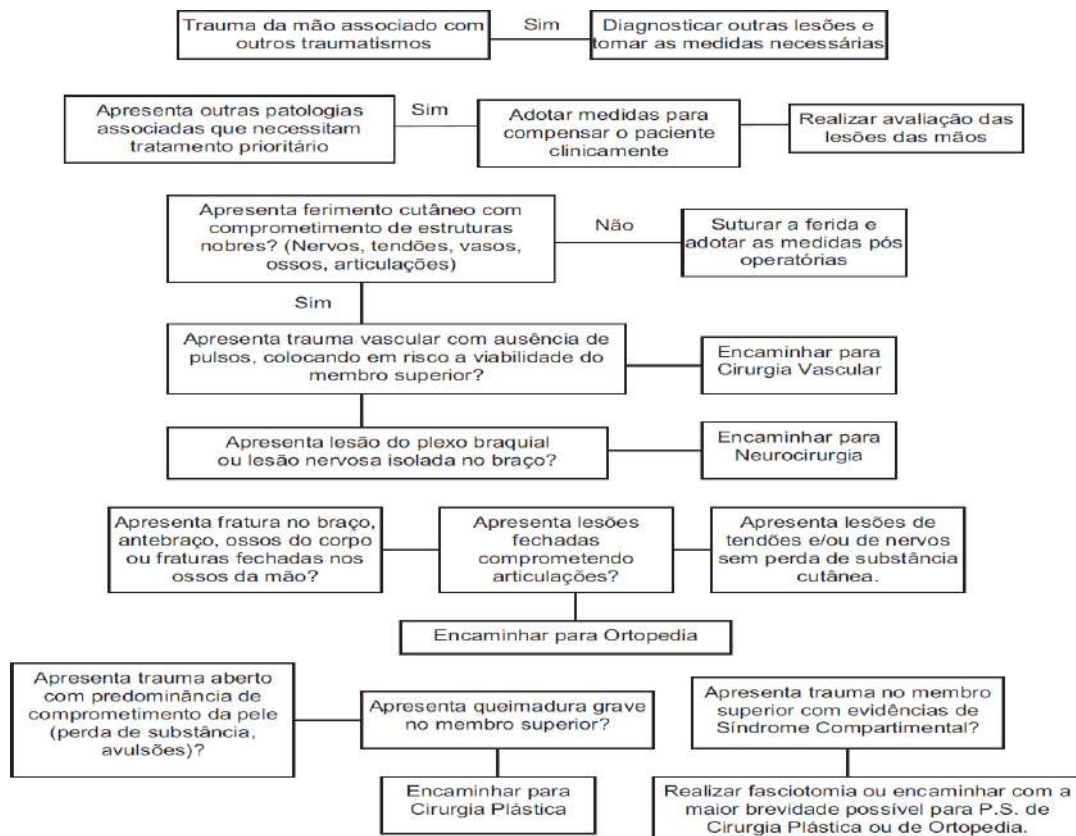 Trauma da mão associado com
outros traumatismos
Sim
Diagnosticar outras lesões e
tomar as medidas necessárias
Apresenta outras patologias
associadas que necessitam
tratamento prioritário
Sim
Adotar medidas para
compensar o paciente
clinicamente
Realizar avaliação das
lesões das mãos
Apresenta ferimento cutâneo com
comprometimento de estruturas
nobres? (Nervos, tendões, vasos,
ossos, articulações)
Não
Suturar a ferida e
adotar as medidas pós
operatórias
Sim
Apresenta trauma vascular com ausência de
pulsos, colocando em risco a viabilidade do
membro superior?
Encaminhar para
Cirurgia Vascular
Apresenta lesão do plexo braquial
ou lesão nervosa isolada no braço?
Encaminhar para
Neurocirurgia
Apresenta fratura no braço,
antebraço, ossos do corpo
ou fraturas fechadas nos
ossos da mão?
Apresenta lesões
fechadas
comprometendo
articulações?
Apresenta lesões de
tendões e/ou de nervos
sem perda de substância
cutânea.
Encaminhar para Ortopedia
Apresenta trauma aberto
com predominância de
comprometimento da pele
(perda de substância,
avulsões)?
Apresenta queimadura grave
no membro superior?
Apresenta trauma no membro
superior com evidências de
Síndrome Compartimental?
Encaminhar para
Cirurgia Plástica
Realizar fasciotomia ou encaminhar com a
maior brevidade possível para P.S. de
Cirurgia Plástica ou de Ortopedia.